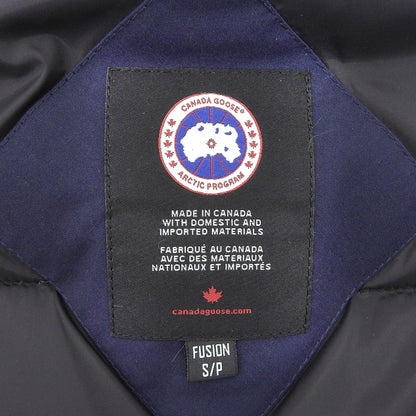 CANADA GOOSE®
ARCTIC PROGRAM
MADE IN CANADA
WITH DOMESTIC AND
IMPORTED MATERIALS
FABRIQUÉ AU CANADA
AVEC DES MATERIAUX
NATIONAUX ET IMPORTÉS
canadagoose.com
FUSION
S/P